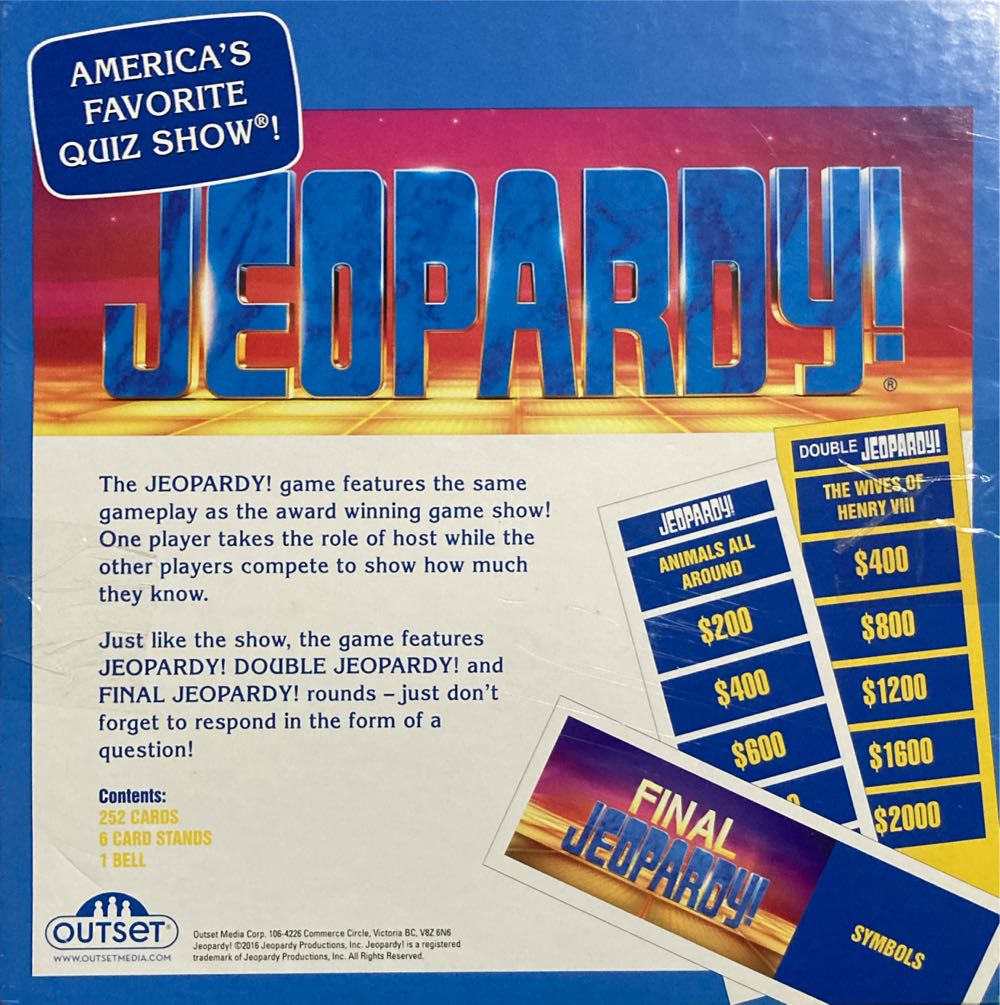 AMERICA'S
FAVORITE
QUIZ SHOW®!
JEOPARDY!
®
The JEOPARDY! game features the same
gameplay as the award winning game show!
One player takes the role of host while the
other players compete to show how much
they know.
Just like the show, the game features
JEOPARDY! DOUBLE JEOPARDY! and
FINAL JEOPARDY! rounds – just don't
forget to respond in the form of a
question!
Contents:
252 CARDS
6 CARD STANDS
1 BELL
JEOPARDY!
ANIMALS ALL
AROUND
$200
$400
$600
DOUBLE JEOPARDY!
THE WIVES OF
HENRY Viii
$400
$800
$1200
$1600
$2000
FINAL
JEOPARDY!
SYMBOLS
OUTSET®
WWW.OUTSETMEDIA.COM
Outset Media Corp. 106-4226 Commerce Circle, Victoria BC, V8Z 6N6
Jeopardy! ©2016 Jeopardy Productions, Inc. Jeopardy! is a registered
trademark of Jeopardy Productions, Inc. All Rights Reserved.